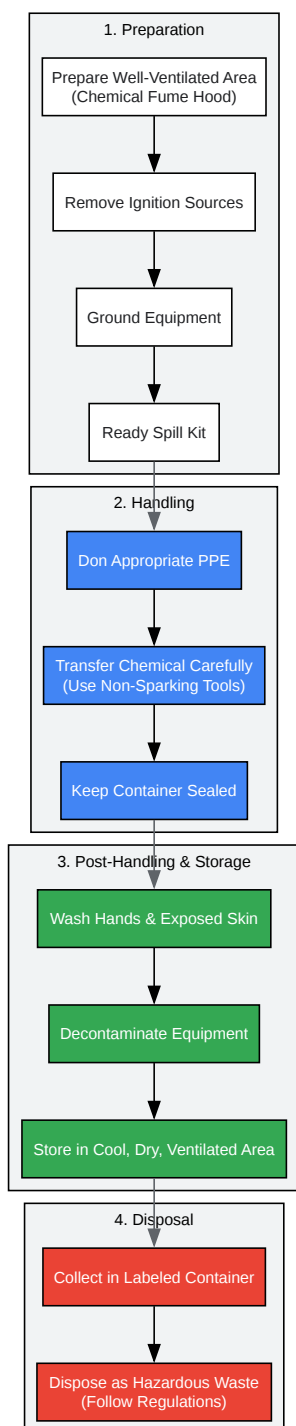 1. Preparation
Prepare Well-Ventilated Area
(Chemical Fume Hood)
Remove Ignition Sources
Ground Equipment
Ready Spill Kit
2. Handling
Don Appropriate PPE
Transfer Chemical Carefully
(Use Non-Sparking Tools)
Keep Container Sealed
3. Post-Handling & Storage
Wash Hands & Exposed Skin
Decontaminate Equipment
Store in Cool, Dry, Ventilated Area
4. Disposal
Collect in Labeled Container
Dispose as Hazardous Waste
(Follow Regulations)